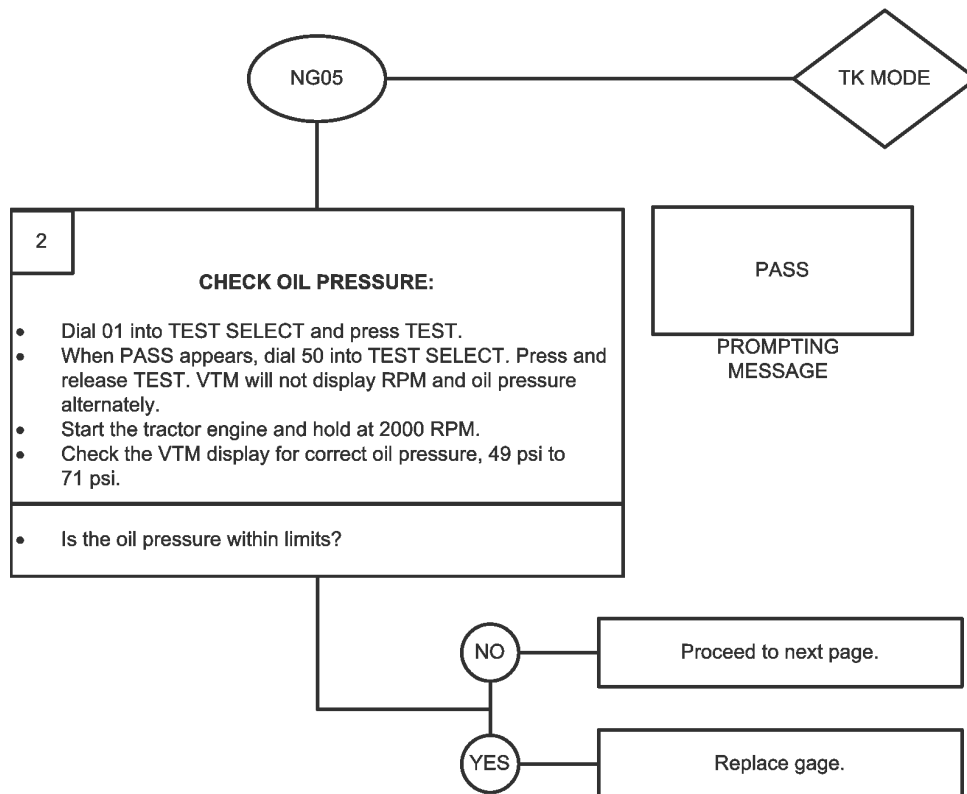 NG05
TK MODE
2
CHECK OIL PRESSURE:
• Dial 01 into TEST SELECT and press TEST.
• When PASS appears, dial 50 into TEST SELECT. Press and
release TEST. VTM will not display RPM and oil pressure
alternately.
• Start the tractor engine and hold at 2000 RPM.
• Check the VTM display for correct oil pressure, 49 psi to
71 psi.
• Is the oil pressure within limits?
PASS
PROMPTING
MESSAGE
NO
Proceed to next page.
YES
Replace gage.